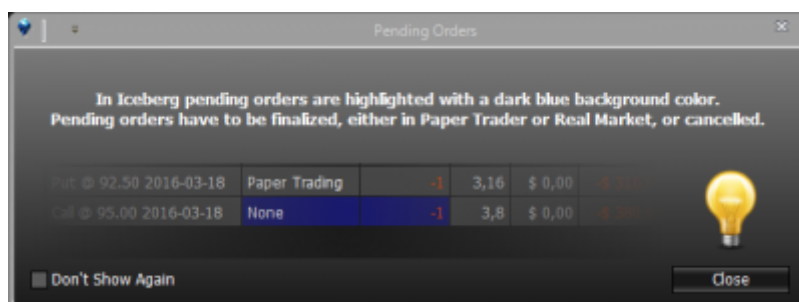 Pending Orders
In Iceberg pending orders are highlighted with a dark blue background color.
Pending orders have to be finalized, either in Paper Trader or Real Market, or cancelled.
Put @ 92.50 2016-03-18 Paper Trading -1 3,16 $ 0,00
Call @ 95.00 2016-03-18 None -1 3,8 $ 0,00
Don't Show Again
Close